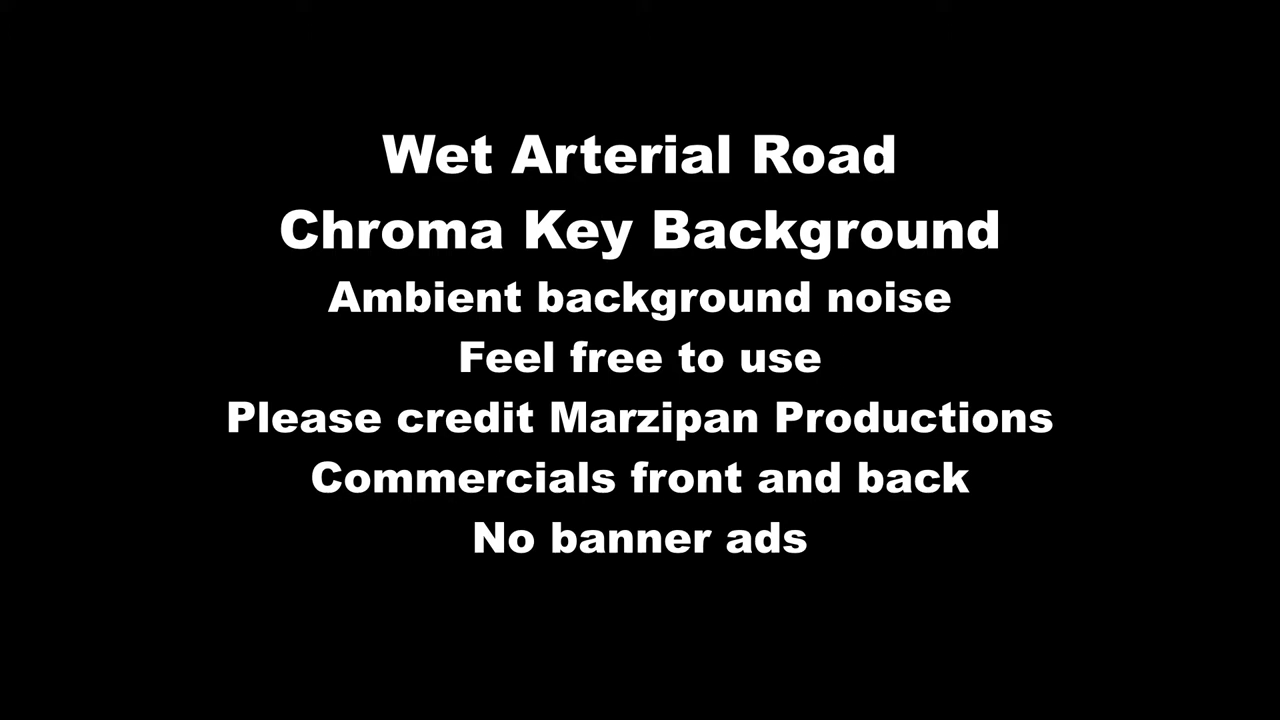 Wet Arterial Road
Chroma Key Background
Ambient background noise
Feel free to use
Please credit Marzipan Productions
Commercials front and back
No banner ads